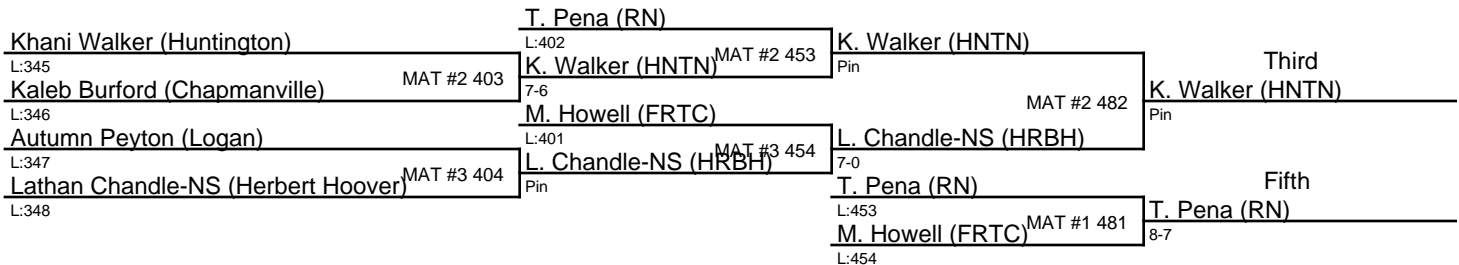 T. Pena (RN)
Khani Walker (Huntington)
L:402
MAT #2 453
K. Walker (HNTN)
Third
L:345
MAT #2 403
K. Walker (HNTN)
Pin
Kaleb Burford (Chapmanville)
7-6
MAT #2 482
K. Walker (HNTN)
L:346
M. Howell (FRTC)
Pin
Autumn Peyton (Logan)
L:401
MAT #3 454
L. Chandle-NS (HRBH)
L:347
MAT #3 404
L. Chandle-NS (HRBH)
7-0
Lathan Chandle-NS (Herbert Hoover)
Pin
T. Pena (RN)
Fifth
L:348
L:453
MAT #1 481
T. Pena (RN)
M. Howell (FRTC)
8-7
L:454